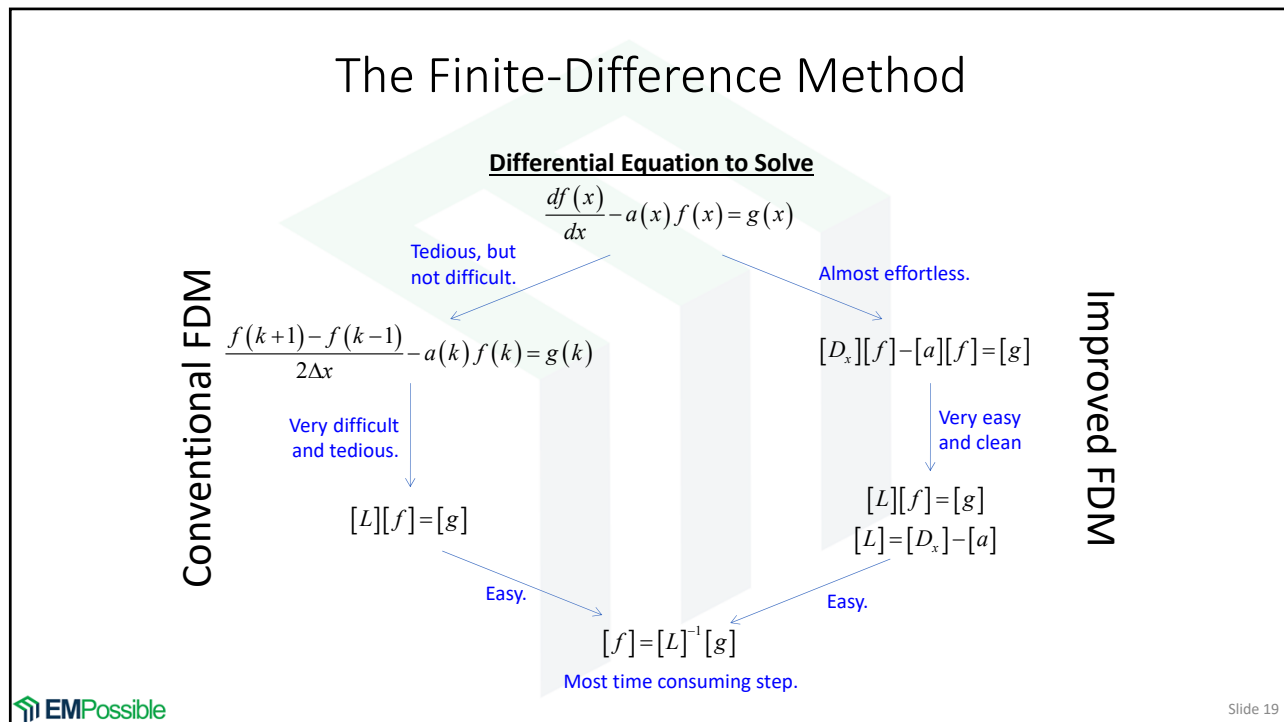 The Finite-Difference Method
Differential Equation to Solve
df(x)/dx − a(x) f(x) = g(x)
Conventional FDM
Tedious, but
not difficult.
(f(k+1) − f(k−1))/(2Δx) − a(k) f(k) = g(k)
Very difficult
and tedious.
[L][f] = [g]
Easy.
Improved FDM
Almost effortless.
[Dₓ][f] − [a][f] = [g]
Very easy
and clean
[L][f] = [g]
[L] = [Dₓ] − [a]
Easy.
[f] = [L]⁻¹[g]
Most time consuming step.
EMPossible
Slide 19